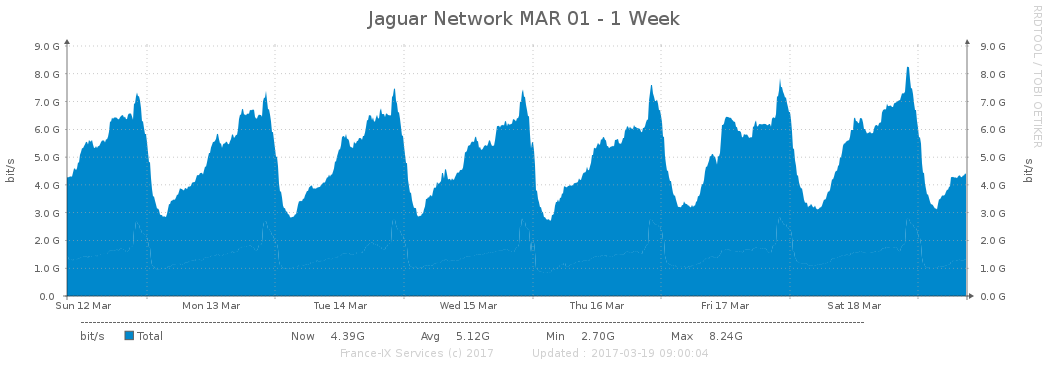 Jaguar Network MAR 01 - 1 Week
RRDTOOL / TOBI OETIKER
9.0 G 9.0 G
8.0 G 8.0 G
7.0 G 7.0 G
6.0 G 6.0 G
5.0 G 5.0 G
4.0 G 4.0 G
3.0 G 3.0 G
2.0 G 2.0 G
1.0 G 1.0 G
0.0 0.0 G
bit/s bit/s
Sun 12 Mar Mon 13 Mar Tue 14 Mar Wed 15 Mar Thu 16 Mar Fri 17 Mar Sat 18 Mar
bit/s Total Now 4.39G Avg 5.12G Min 2.70G Max 8.24G
France-IX Services (c) 2017 Updated : 2017-03-19 09:00:04